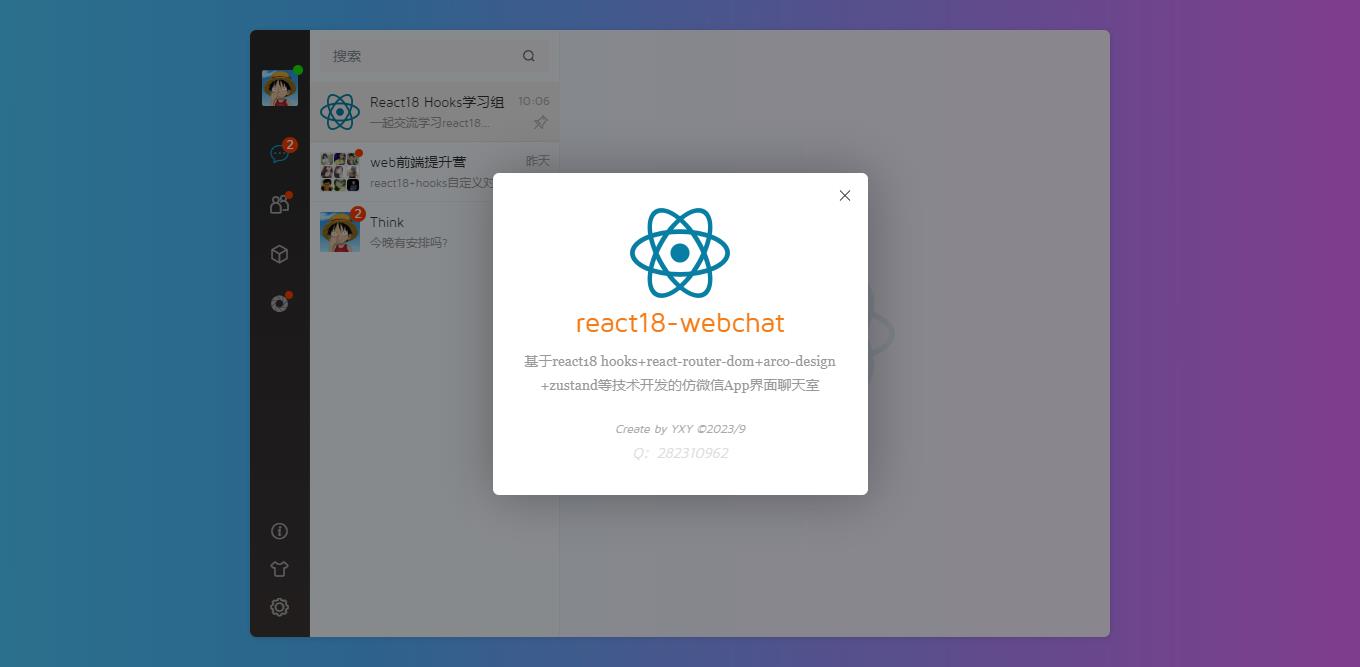 搜索
React18 Hooks学习组
10:06
一起交流学习react18...
2
web前端提升营
昨天
react18-hooks自定义对
2
Think
今晚有安排吗?
react18-webchat
基于react18 hooks+react-router-dom+arco-design
+zustand等技术开发的仿微信App界面聊天室
Create by YXY ©2023/9
Q：282310962